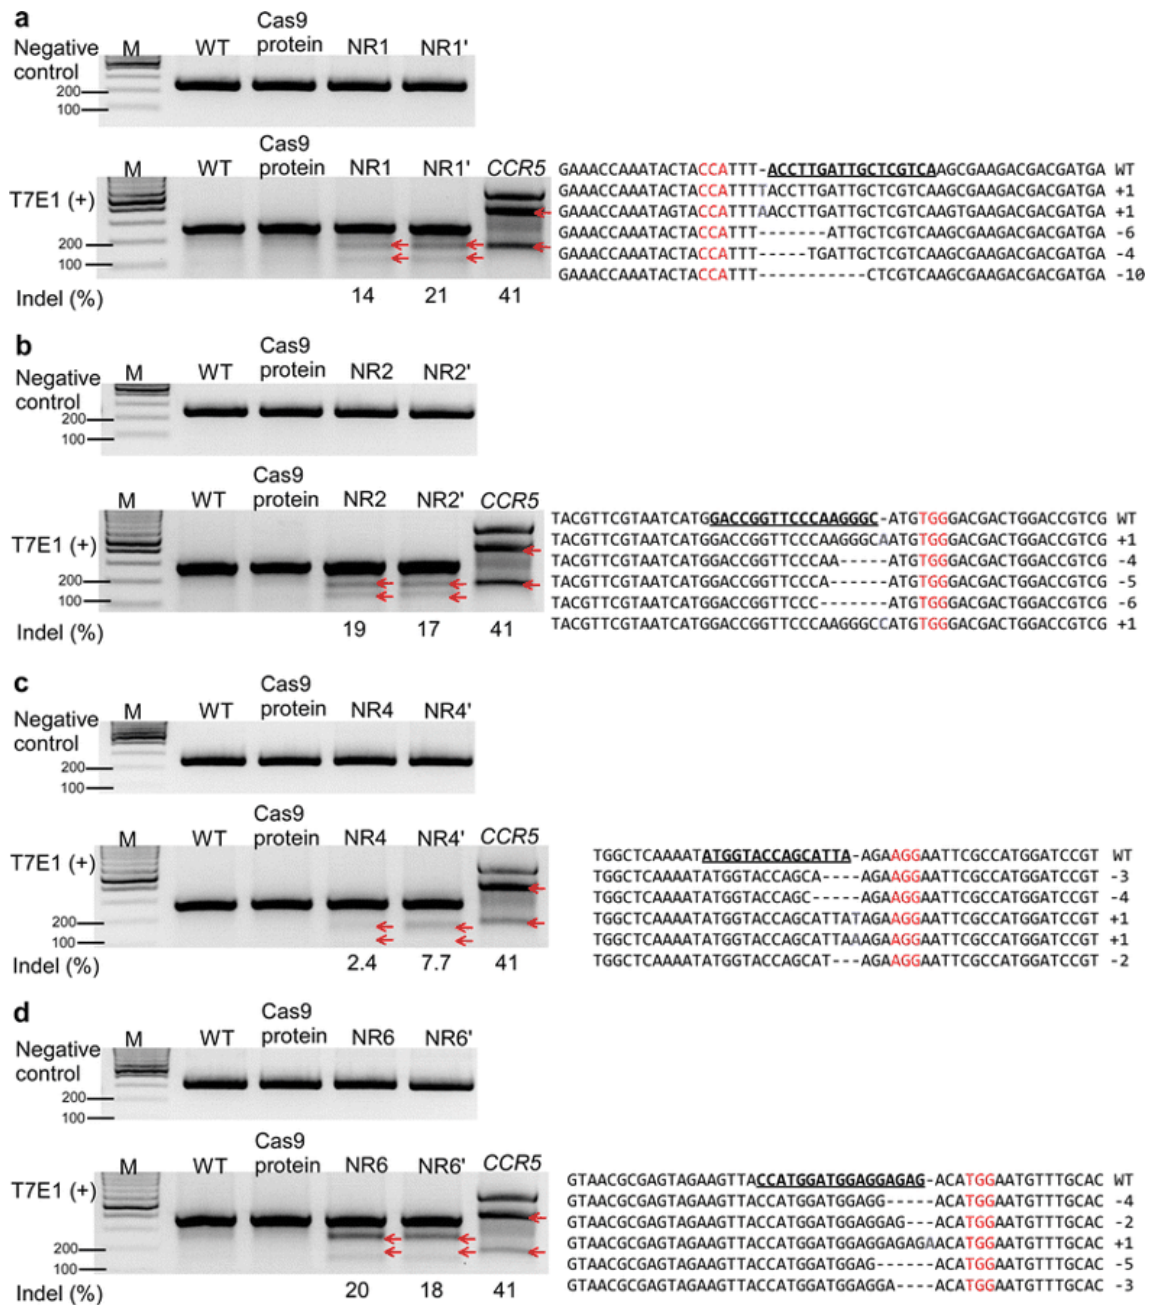 a
Negative control
M WT Cas9 protein NR1 NR1'
200
100
M WT Cas9 protein NR1 NR1' CCR5
T7E1 (+)
200
100
Indel (%) 14 21 41
GAAACCAAATACTACCATTT-ACCTTGATTGCTCGTCAAGCGAAGACGACGATGA WT
GAAACCAAATACTACCATTTTACCTTGATTGCTCGTCAAGCGAAGACGACGATGA +1
GAAACCAAATAGTACCATTTAACCTTGATTGCTCGTCAAGTGAAGACGACGATGA +1
GAAACCAAATACTACCATTT-------ATTGCTCGTCAAGCGAAGACGACGATGA -6
GAAACCAAATACTACCATTT-----TGATTGCTCGTCAAGCGAAGACGACGATGA -4
GAAACCAAATACTACCATTT-----------CTCGTCAAGCGAAGACGACGATGA -10
b
Negative control
M WT Cas9 protein NR2 NR2'
200
100
M WT Cas9 protein NR2 NR2' CCR5
T7E1 (+)
200
100
Indel (%) 19 17 41
TACGTTCGTAATCATGGACCGGTTCCCAAGGGC-ATGTGGGACGACTGGACCGTCG WT
TACGTTCGTAATCATGGACCGGTTCCCAAGGGCAATGTGGGACGACTGGACCGTCG +1
TACGTTCGTAATCATGGACCGGTTCCCAA-----ATGTGGGACGACTGGACCGTCG -4
TACGTTCGTAATCATGGACCGGTTCCCA------ATGTGGGACGACTGGACCGTCG -5
TACGTTCGTAATCATGGACCGGTTCCC-------ATGTGGGACGACTGGACCGTCG -6
TACGTTCGTAATCATGGACCGGTTCCCAAGGGCCATGTGGGACGACTGGACCGTCG +1
c
Negative control
M WT Cas9 protein NR4 NR4'
200
100
M WT Cas9 protein NR4 NR4' CCR5
T7E1 (+)
200
100
Indel (%) 2.4 7.7 41
TGGCTCAAAATATGGTACCAGCATTA-AGAAGGAATTCGCCATGGATCCGT WT
TGGCTCAAAATATGGTACCAGCA----AGAAGGAATTCGCCATGGATCCGT -3
TGGCTCAAAATATGGTACCAGC-----AGAAGGAATTCGCCATGGATCCGT -4
TGGCTCAAAATATGGTACCAGCATTATAGAAGGAATTCGCCATGGATCCGT +1
TGGCTCAAAATATGGTACCAGCATTAAAGAAGGAATTCGCCATGGATCCGT +1
TGGCTCAAAATATGGTACCAGCAT---AGAAGGAATTCGCCATGGATCCGT -2
d
Negative control
M WT Cas9 protein NR6 NR6'
200
100
M WT Cas9 protein NR6 NR6' CCR5
T7E1 (+)
200
100
Indel (%) 20 18 41
GTAACGCGAGTAGAAGTTACCATGGATGGAGGAGAG-ACATGGAATGTTTGCAC WT
GTAACGCGAGTAGAAGTTACCATGGATGGAGG-----ACATGGAATGTTTGCAC -4
GTAACGCGAGTAGAAGTTACCATGGATGGAGGAG---ACATGGAATGTTTGCAC -2
GTAACGCGAGTAGAAGTTACCATGGATGGAGGAGAGAACATGGAATGTTTGCAC +1
GTAACGCGAGTAGAAGTTACCATGGATGGAG------ACATGGAATGTTTGCAC -5
GTAACGCGAGTAGAAGTTACCATGGATGGAGGA----ACATGGAATGTTTGCAC -3